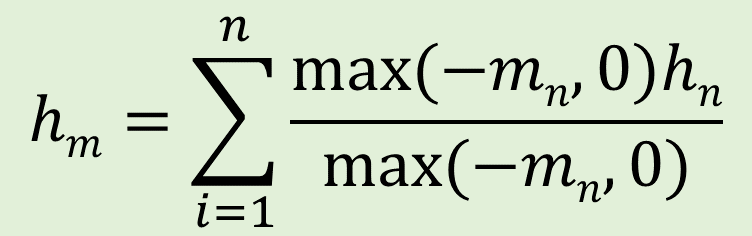 h_m = \sum_{i=1}^{n} \frac{max(−m_n, 0)h_n}{max(−m_n, 0)}